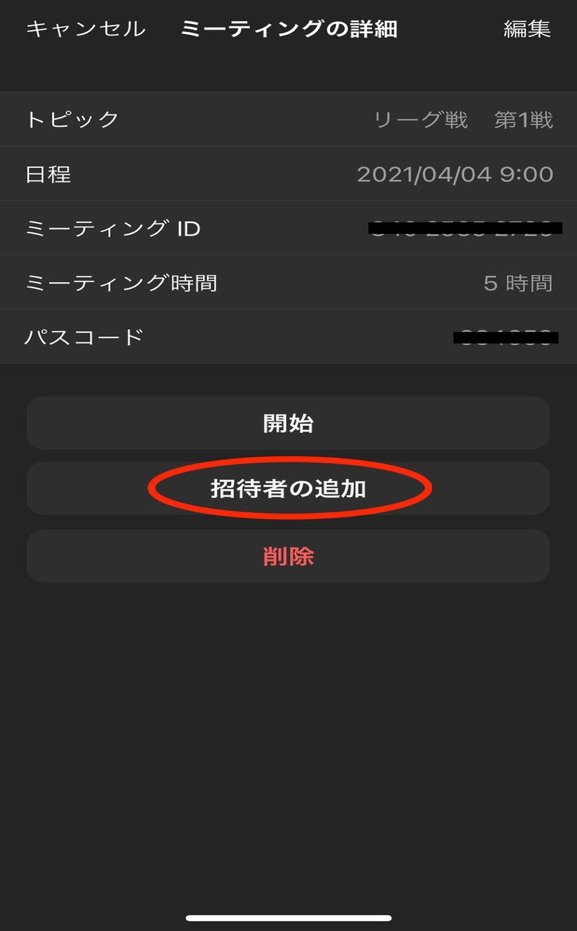 キャンセル ミーティングの詳細 編集
トピック リーグ戦 第1戦
日程 2021/04/04 9:00
ミーティング ID
ミーティング時間 5 時間
パスコード
開始
招待者の追加
削除